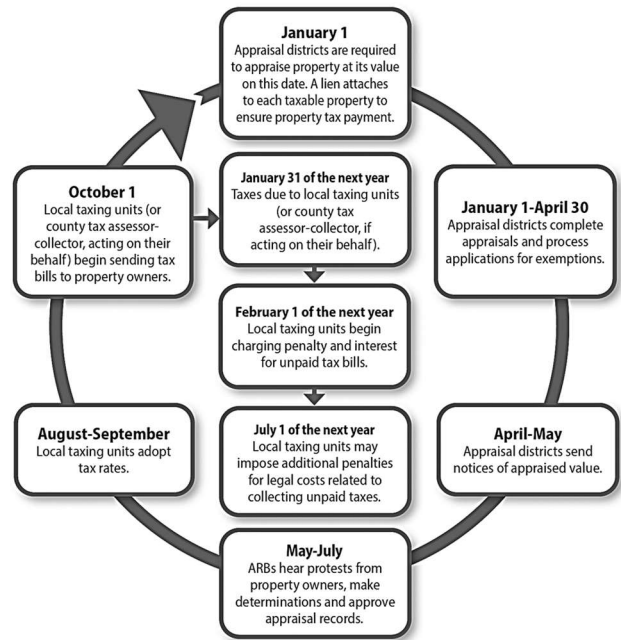 January 1
Appraisal districts are required
to appraise property at its value
on this date. A lien attaches
to each taxable property to
ensure property tax payment.
January 1-April 30
Appraisal districts complete
appraisals and process
applications for exemptions.
April-May
Appraisal districts send
notices of appraised value.
May-July
ARBs hear protests from
property owners, make
determinations and approve
appraisal records.
August-September
Local taxing units adopt
tax rates.
October 1
Local taxing units (or
county tax assessor-
collector, acting on their
behalf) begin sending tax
bills to property owners.
January 31 of the next year
Taxes due to local taxing units
(or county tax
assessor-collector, if
acting on their behalf).
February 1 of the next year
Local taxing units begin
charging penalty and interest
for unpaid tax bills.
July 1 of the next year
Local taxing units may
impose additional penalties
for legal costs related to
collecting unpaid taxes.